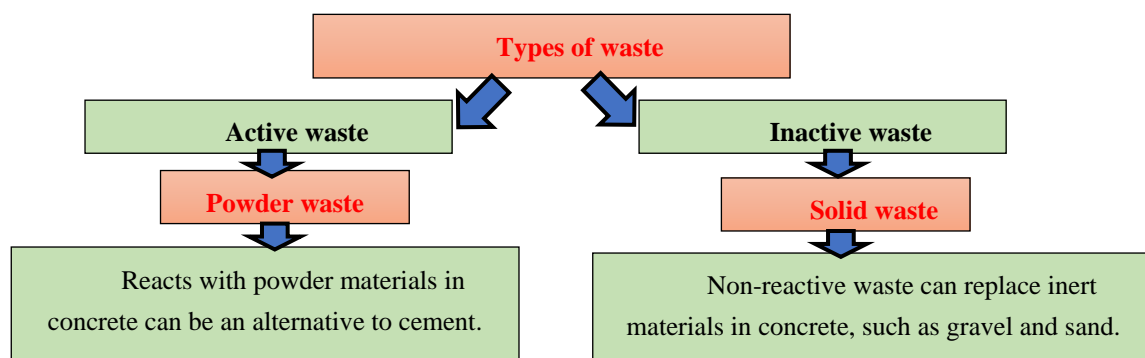 Types of waste
Active waste
Inactive waste
Powder waste
Solid waste
Reacts with powder materials in
concrete can be an alternative to cement.
Non-reactive waste can replace inert
materials in concrete, such as gravel and sand.